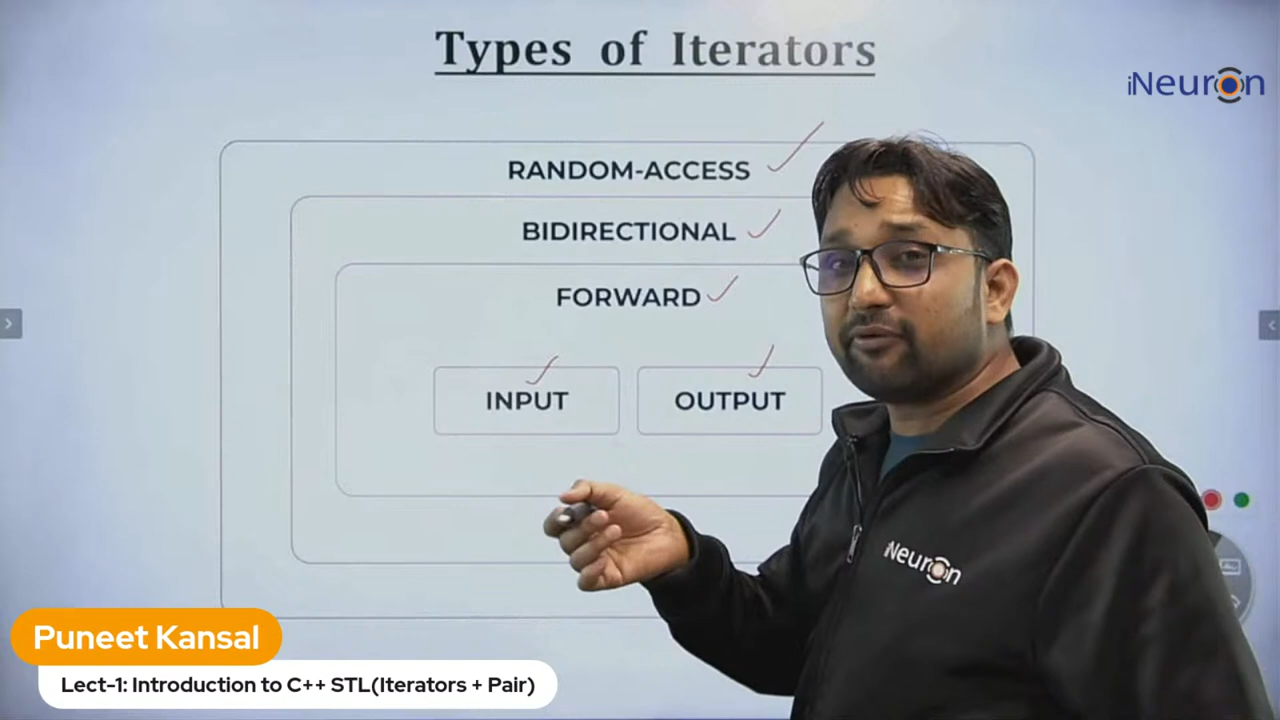 Types of Iterators
iNeuron
RANDOM-ACCESS
BIDIRECTIONAL
FORWARD
INPUT
OUTPUT
iNeuron
Puneet Kansal
Lect-1: Introduction to C++ STL(Iterators + Pair)